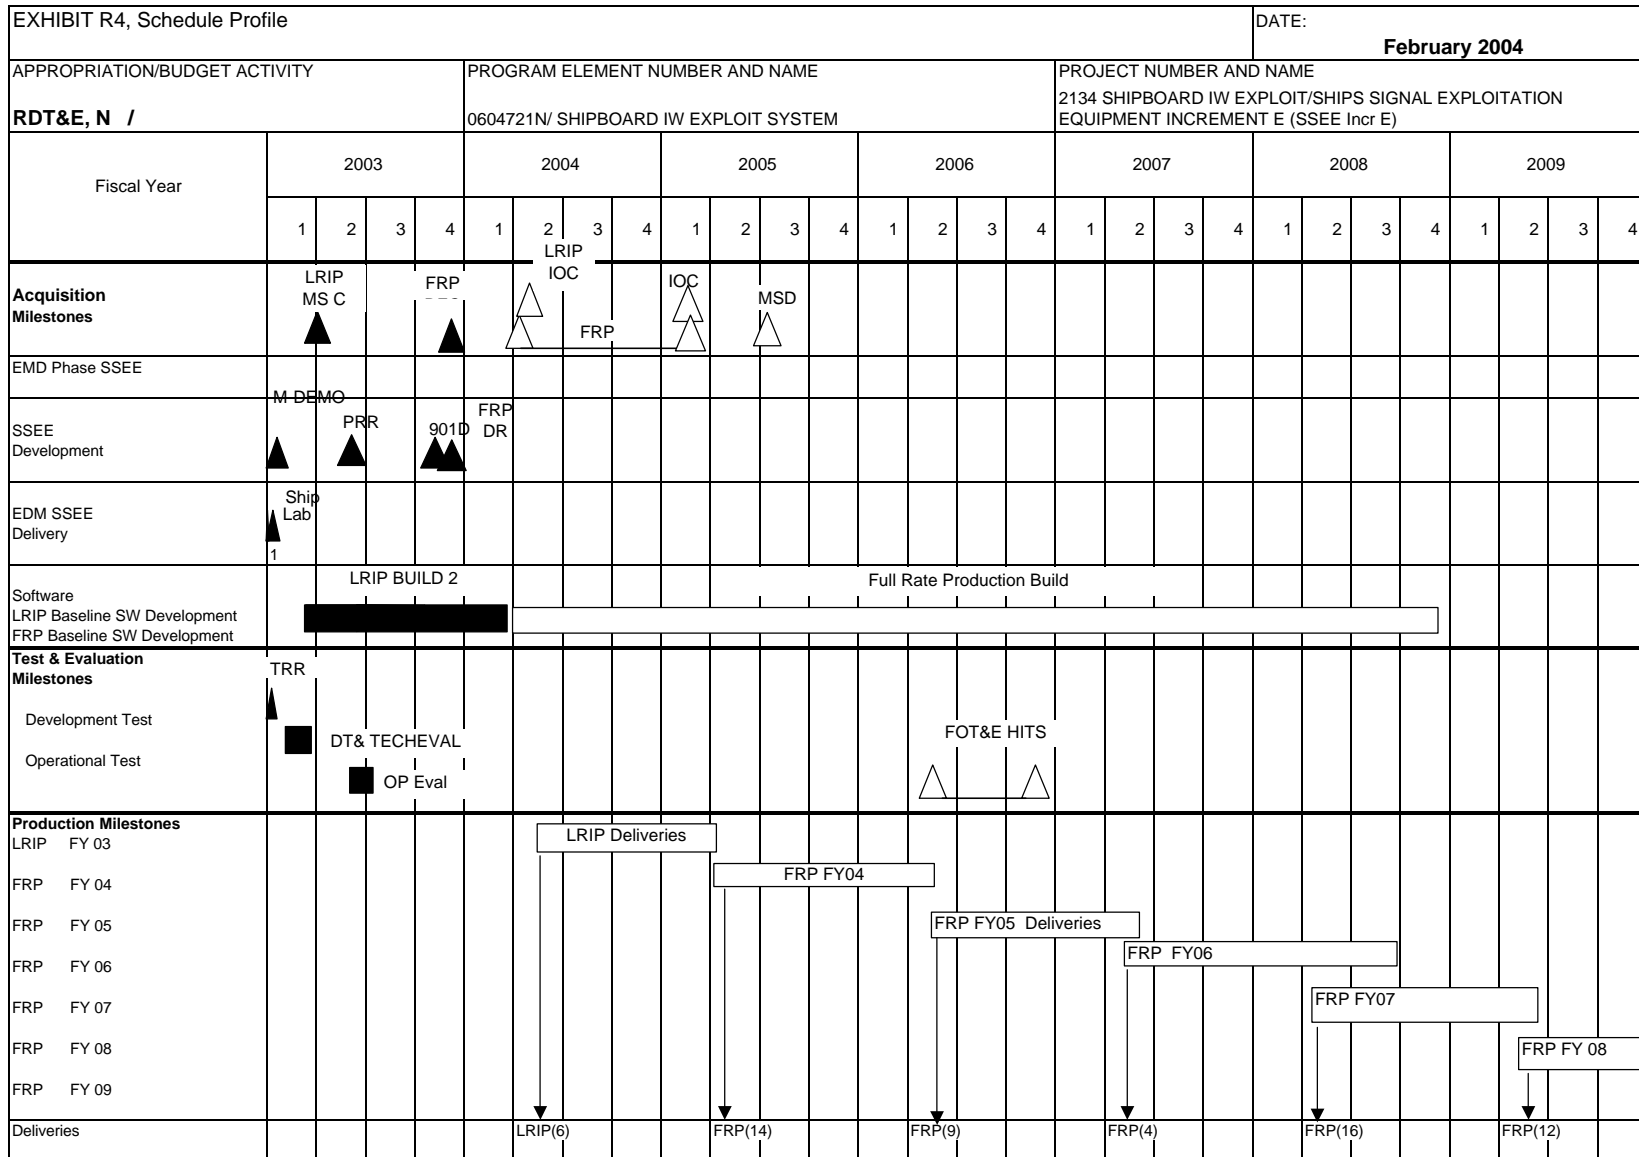 EXHIBIT R4, Schedule Profile
DATE:
February 2004
APPROPRIATION/BUDGET ACTIVITY
PROGRAM ELEMENT NUMBER AND NAME
PROJECT NUMBER AND NAME
RDT&E, N /
0604721N/ SHIPBOARD IW EXPLOIT SYSTEM
2134 SHIPBOARD IW EXPLOIT/SHIPS SIGNAL EXPLOITATION
EQUIPMENT INCREMENT E (SSEE Incr E)
Fiscal Year
2003 2004 2005 2006 2007 2008 2009
1 2 3 4 1 2 3 4 1 2 3 4 1 2 3 4 1 2 3 4 1 2 3 4 1 2 3 4
Acquisition
Milestones
LRIP
MS C
FRP
LRIP
IOC
FRP
IOC
MSD
EMD Phase SSEE
SSEE
Development
M-DEMO
PRR
901D
FRP
DR
EDM SSEE
Delivery
Ship
Lab
1
Software
LRIP Baseline SW Development
FRP Baseline SW Development
LRIP BUILD 2
Full Rate Production Build
Test & Evaluation
Milestones
TRR
Development Test
DT& TECHEVAL
FOT&E HITS
Operational Test
OP Eval
Production Milestones
LRIP FY 03
LRIP Deliveries
FRP FY 04
FRP FY04
FRP FY 05
FRP FY05 Deliveries
FRP FY 06
FRP FY06
FRP FY 07
FRP FY07
FRP FY 08
FRP FY 08
FRP FY 09
Deliveries
LRIP(6) FRP(14) FRP(9) FRP(4) FRP(16) FRP(12)